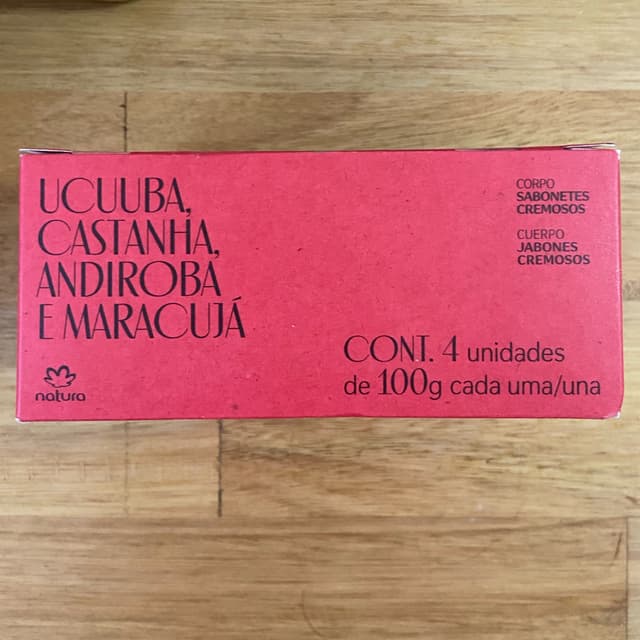 UCUUBA,
CASTANHA,
ANDIROBA
E MARACUJÁ
natura
CORPO
SABONETES
CREMOSOS
CUERPO
JABONES
CREMOSOS
CONT. 4 unidades
de 100g cada uma/una